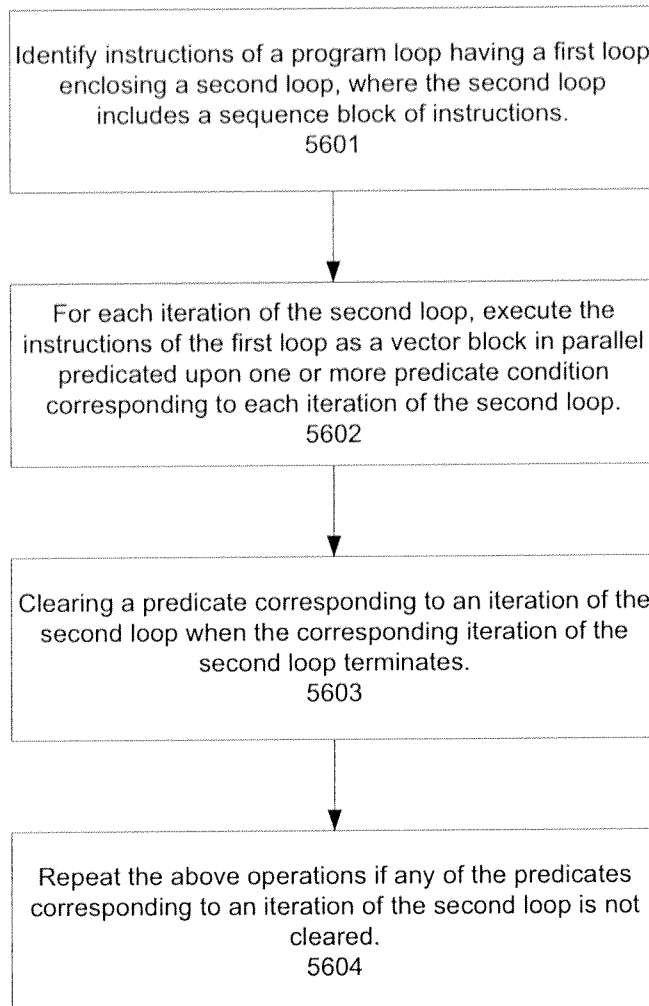 Identify instructions of a program loop having a first loop
enclosing a second loop, where the second loop
includes a sequence block of instructions.
5601
For each iteration of the second loop, execute the
instructions of the first loop as a vector block in parallel
predicated upon one or more predicate condition
corresponding to each iteration of the second loop.
5602
Clearing a predicate corresponding to an iteration of the
second loop when the corresponding iteration of the
second loop terminates.
5603
Repeat the above operations if any of the predicates
corresponding to an iteration of the second loop is not
cleared.
5604